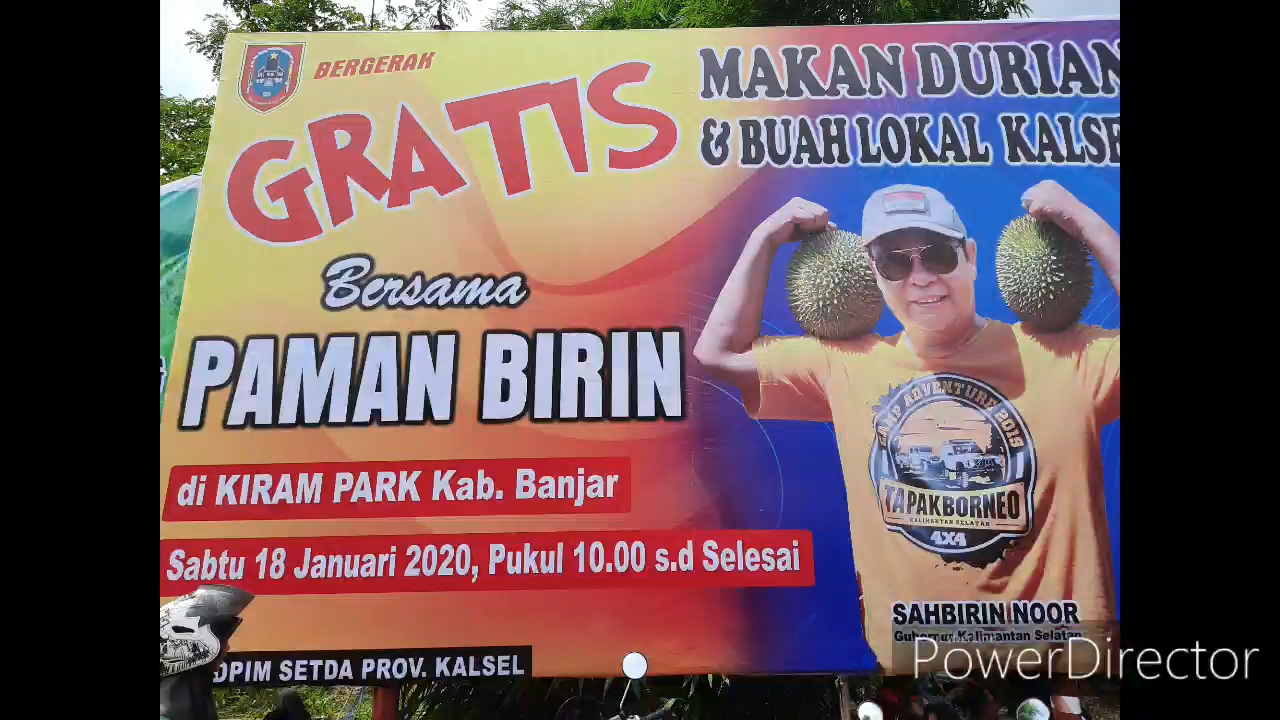 BERGERAK
GRATIS
MAKAN DURIAN
& BUAH LOKAL KALSE
Bersama
PAMAN BIRIN
di KIRAM PARK Kab. Banjar
Sabtu 18 Januari 2020, Pukul 10.00 s.d Selesai
CAMP ADVENTURE 2019
TAPAKBORNEO
KALIMANTAN SELATAN
4X4
SAHBIRIN NOOR
Gubernur Kalimantan Selatan
DPIM SETDA PROV. KALSEL
PowerDirector